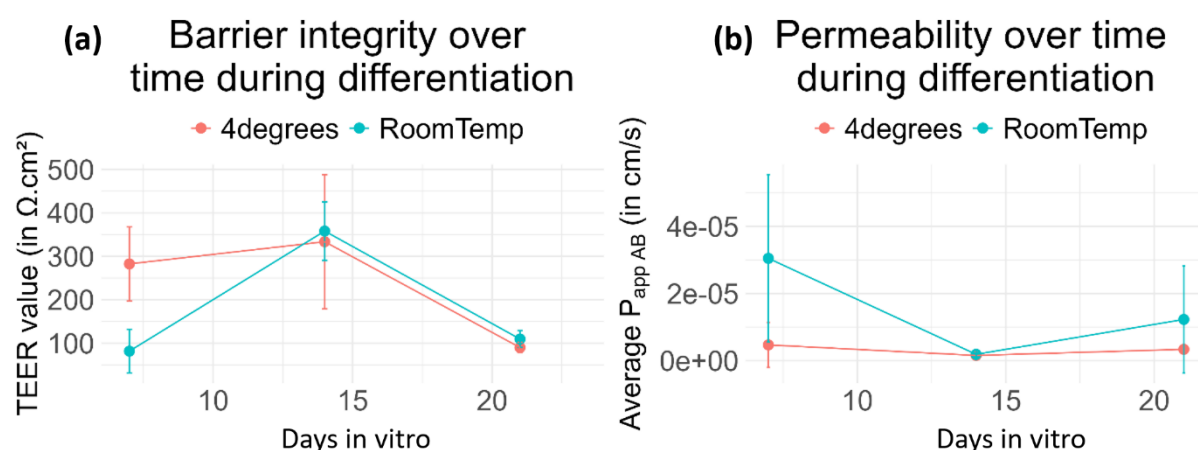 (a) Barrier integrity over
time during differentiation
4degrees RoomTemp
TEER value (in Ω.cm²)
500
400
300
200
100
10 15 20
Days in vitro
(b) Permeability over time
during differentiation
4degrees RoomTemp
Average Papp AB (in cm/s)
4e-05
2e-05
0e+00
10 15 20
Days in vitro